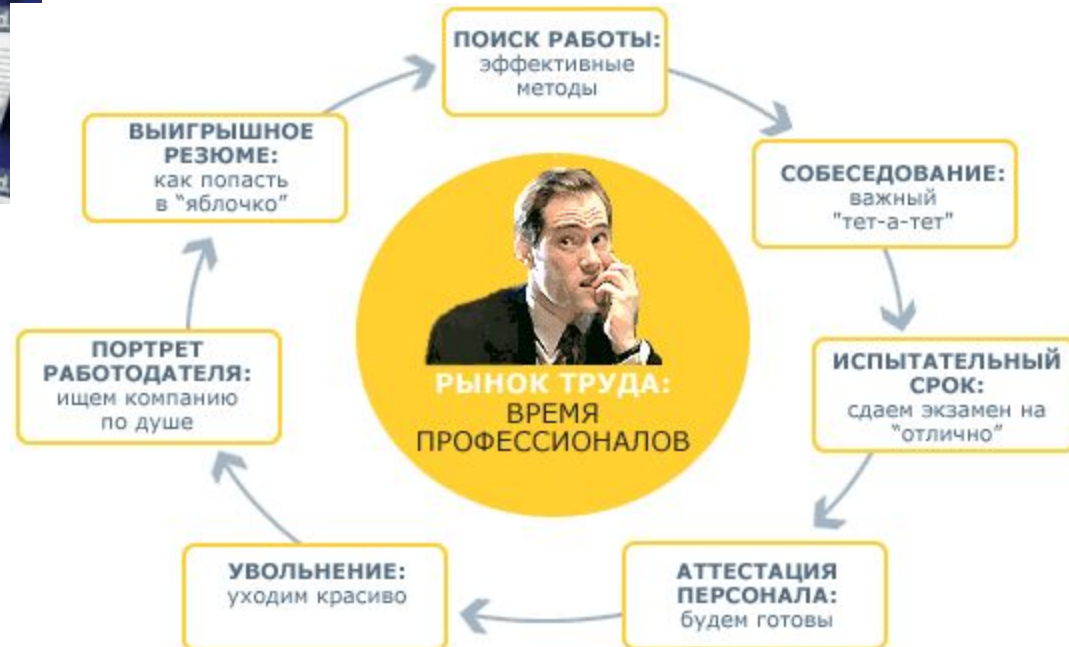 ПОИСК РАБОТЫ:
эффективные
методы
СОБЕСЕДОВАНИЕ:
важный
"тет-а-тет"
ИСПЫТАТЕЛЬНЫЙ
СРОК:
сдаем экзамен на
“отлично”
АТТЕСТАЦИЯ
ПЕРСОНАЛА:
будем готовы
УВОЛЬНЕНИЕ:
уходим красиво
ПОРТРЕТ
РАБОТОДАТЕЛЯ:
ищем компанию
по душе
ВЫИГРЫШНОЕ
РЕЗЮМЕ:
как попасть
в “яблочко”
РЫНОК ТРУДА:
ВРЕМЯ
ПРОФЕССИОНАЛОВ